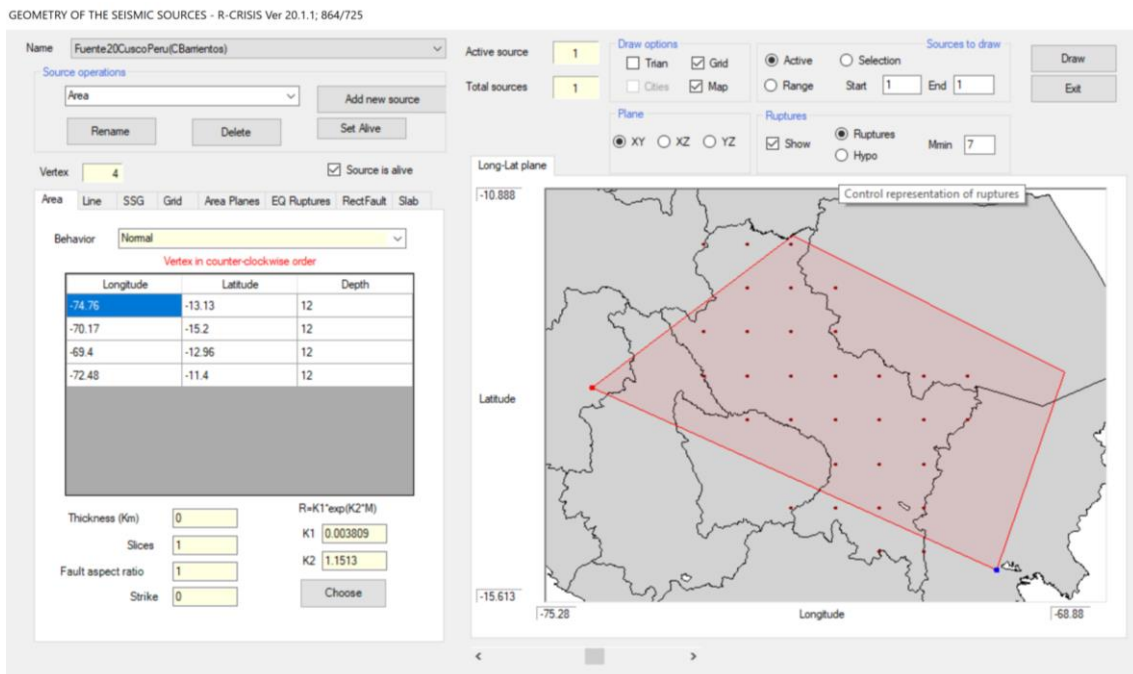 GEOMETRY OF THE SEISMIC SOURCES - R-CRISIS Ver 20.1.1; 864/725
Name Fuente20CuscoPeru(CBarrientos)
Source operations
Area Add new source
Rename Delete Set Alive
Vertex 4 Source is alive
Area Line SSG Grid Area Planes EQ Ruptures RectFault Slab
Behavior Normal
Vertex in counter-clockwise order
Longitude Latitude Depth
-74.76 -13.13 12
-70.17 -15.2 12
-69.4 -12.96 12
-72.48 -11.4 12
Thickness (Km) 0
Slices 1
Fault aspect ratio 1
Strike 0
R=K1*exp(K2*M)
K1 0.003809
K2 1.1513
Choose
Active source 1
Total sources 1
Draw options
Trian Grid
Cities Map
Sources to draw
Active Selection
Range Start 1 End 1
Draw
Exit
Plane
XY XZ YZ
Ruptures
Show Ruptures
Hypo
Mmin 7
Long-Lat plane
Control representation of ruptures
-10.888
Latitude
-15.613
-75.28 Longitude -68.88